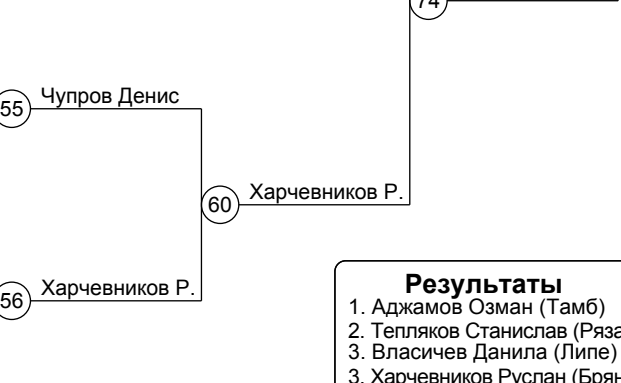 74
Чупров Денис
55
Харчевников Р.
60
Харчевников Р.
56
Результаты
1. Аджамов Озман (Тамб)
2. Тепляков Станислав (Ряза
3. Власичев Данила (Липе)
3. Харчевников Руслан (Брян